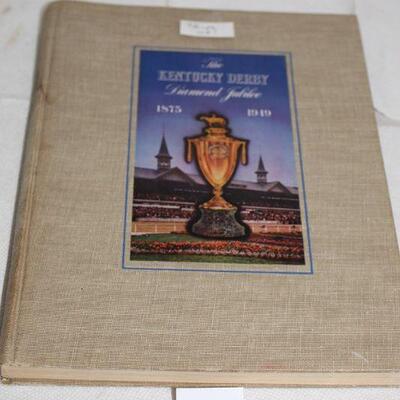 The
KENTUCKY DERBY
Diamond Jubilee
1875 1949